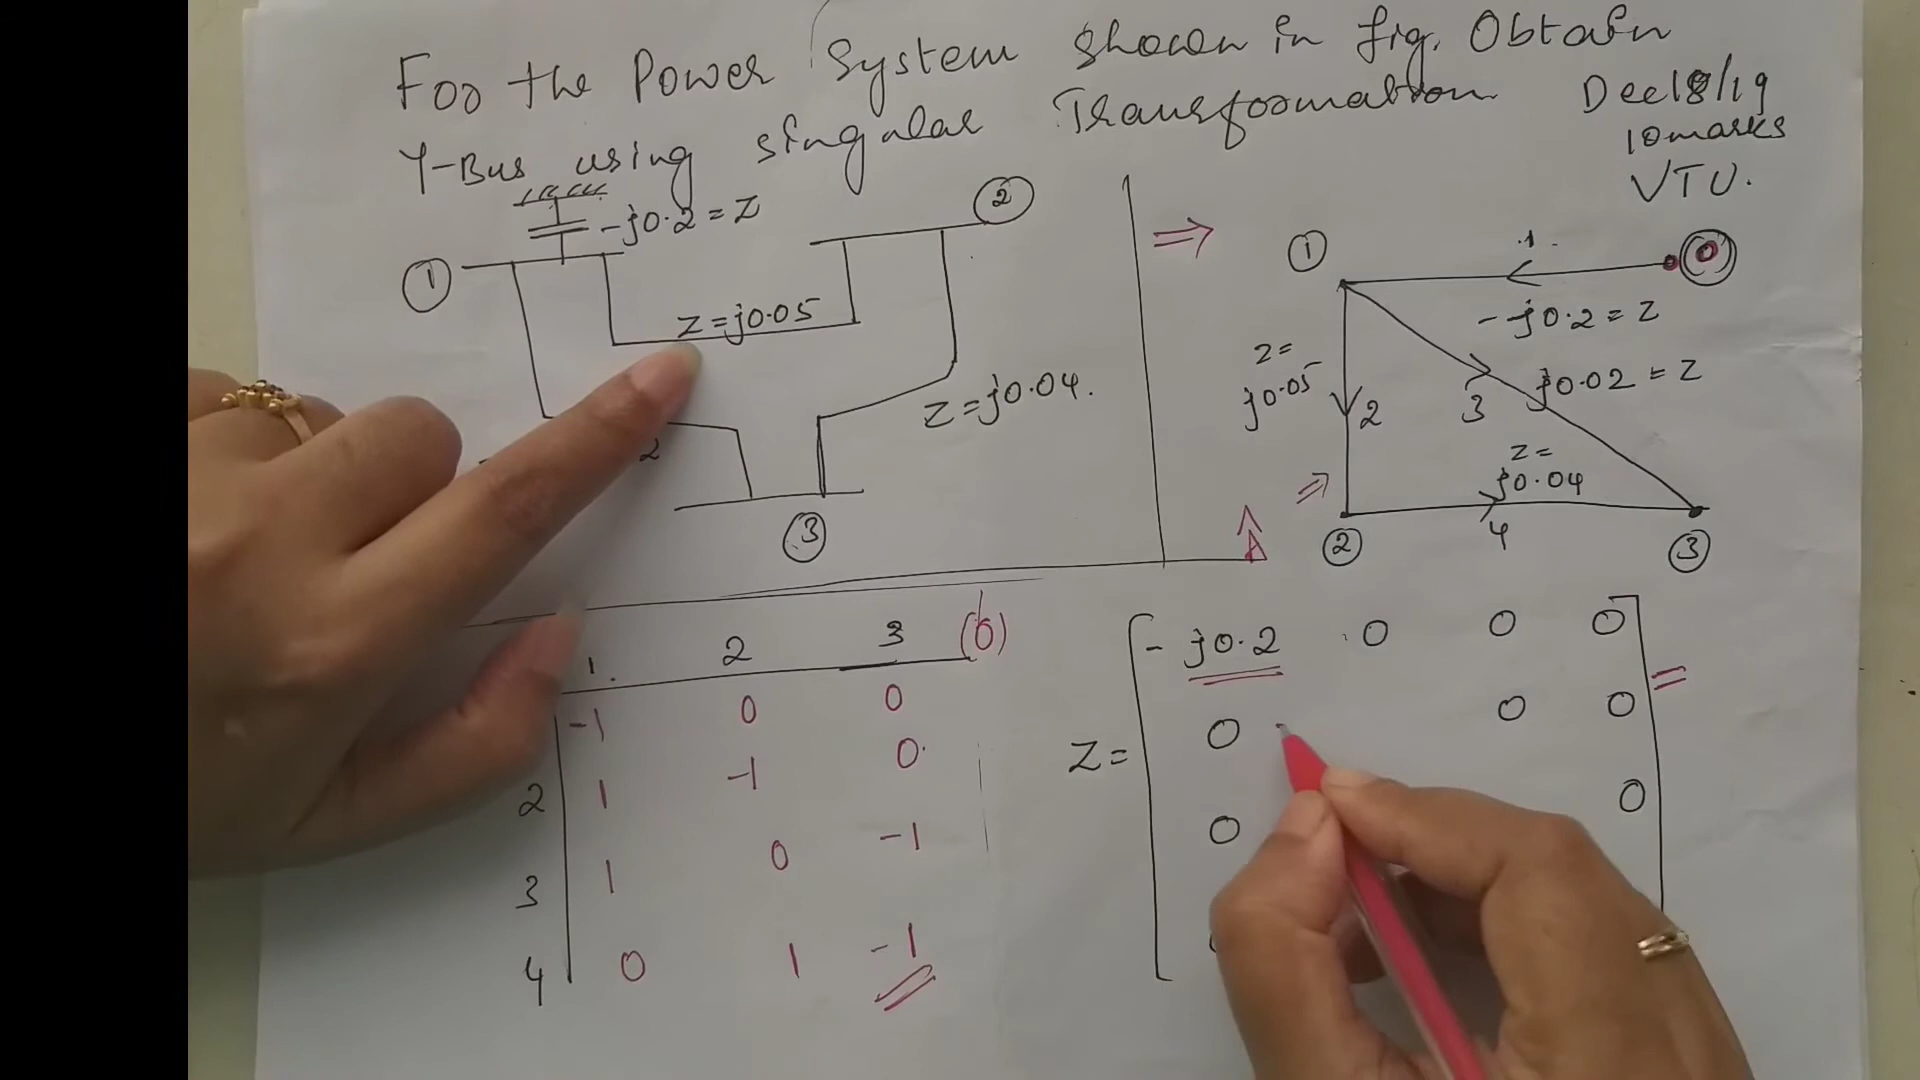 Foo the Power System shown in fig. Obtain
Y-Bus using singular Transformation
Dec18/19
10marks
VTU.
-j0.2 = Z
①
②
Z=j0.05
Z=j0.04.
2
③
⇒
①
.1.
0
-j0.2 = Z
Z=
j0.05
2
3
j0.02 = Z
Z=
j0.04
⇒
4
②
③
1. 2 3 (b)
-1 0 0
2 1 -1 0.
3 1 0 -1
4 0 1 -1
Z=
-j0.2 0 0 0 =
0 0 0
0 0